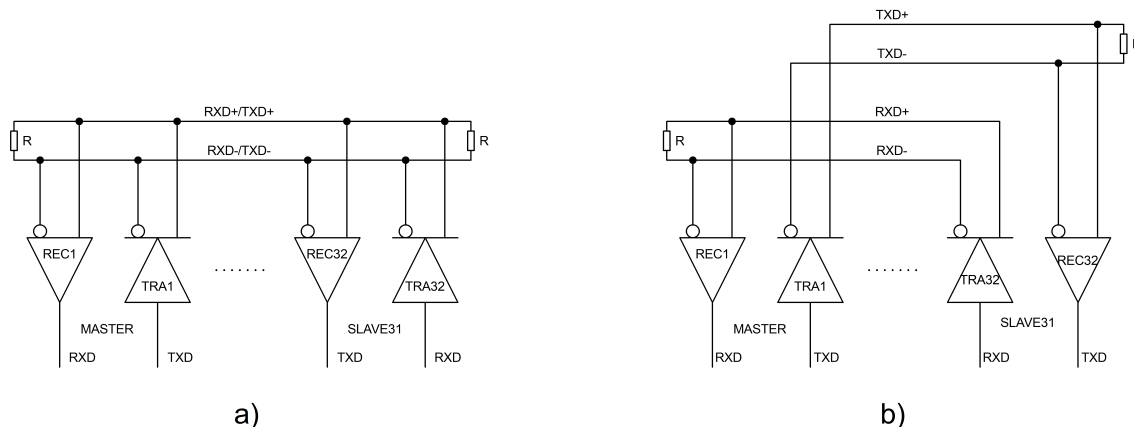 RXD+/TXD+
R
R
RXD-/TXD-
REC1
TRA1
.......
REC32
TRA32
MASTER
SLAVE31
RXD
TXD
TXD
RXD
a)
TXD+
TXD-
RXD+
R
RXD-
REC1
TRA1
.......
TRA32
REC32
MASTER
SLAVE31
RXD
TXD
RXD
TXD
b)